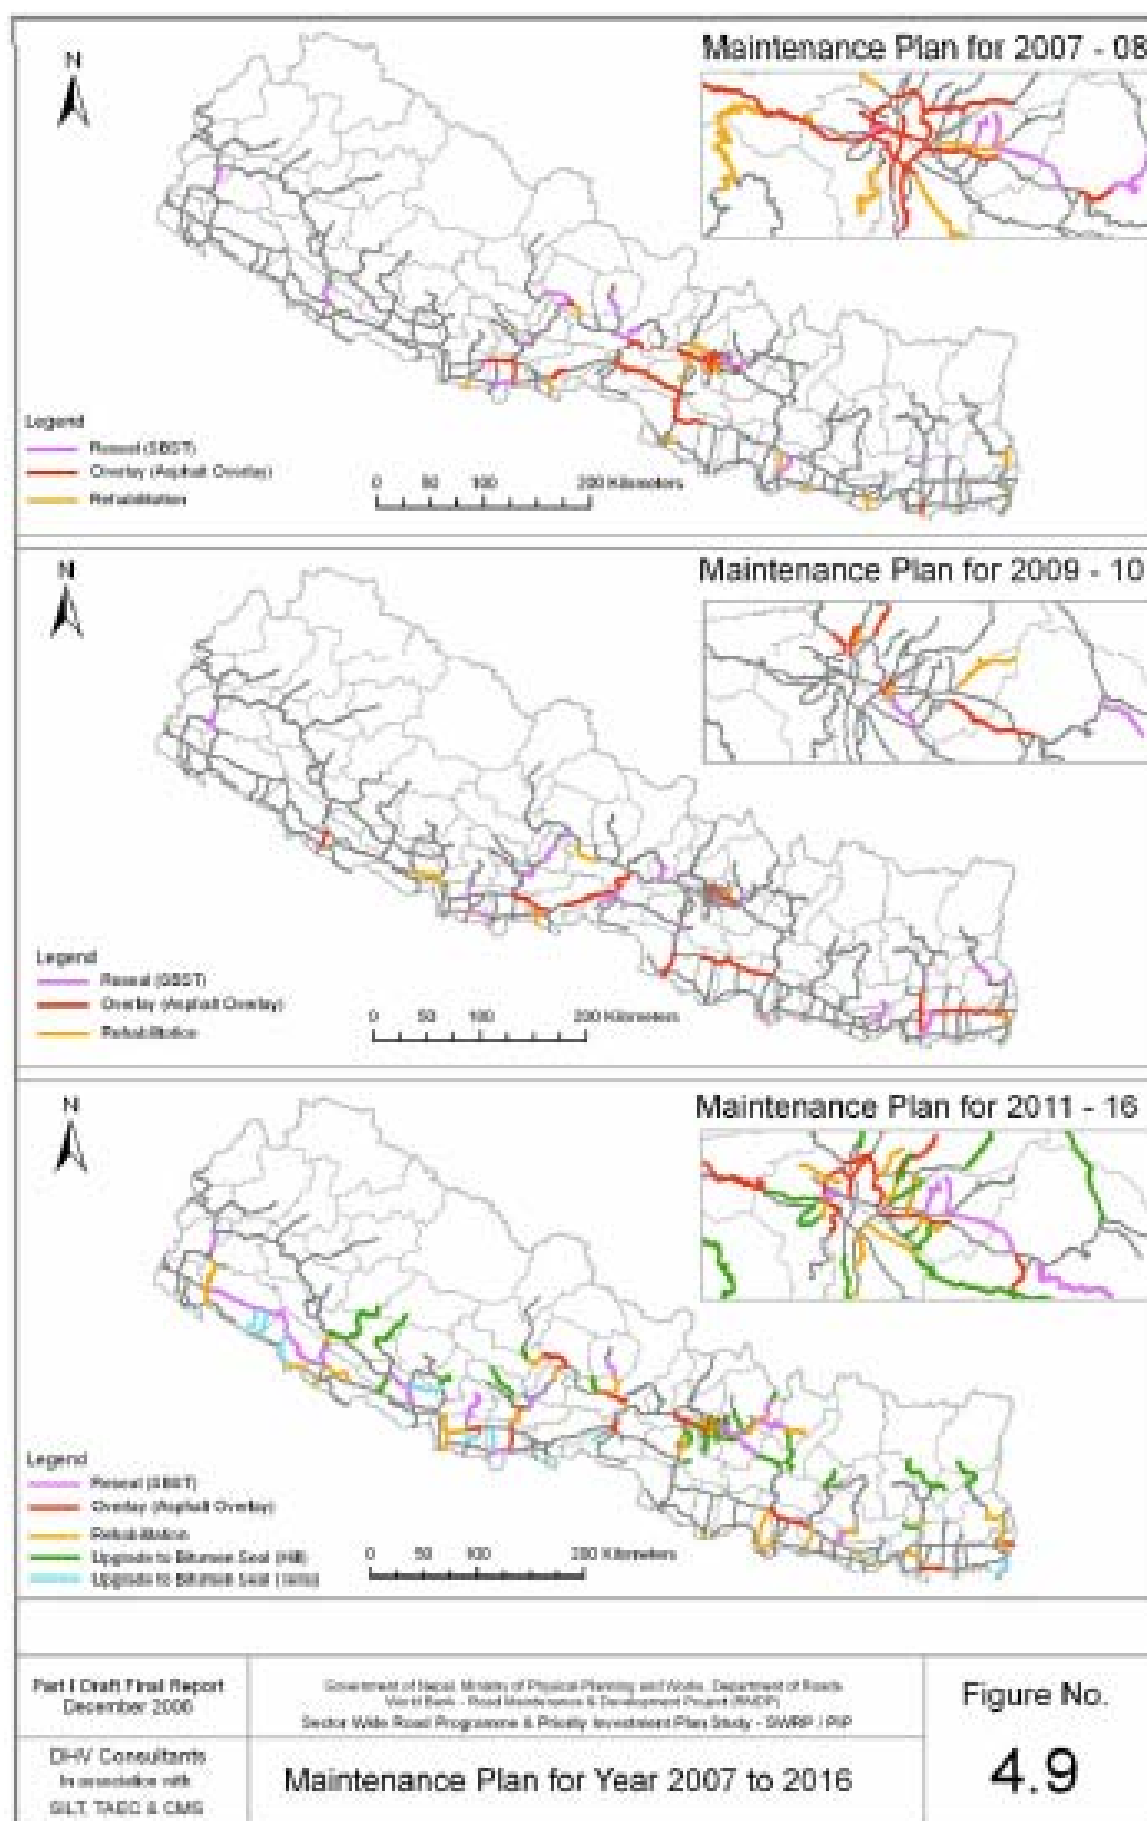 N
Maintenance Plan for 2007 - 08
Legend
Reseal (SBST)
Overlay (Asphalt Overlay)
Rehabilitation
0 50 100 200 Kilometers
N
Maintenance Plan for 2009 - 10
Legend
Reseal (SBST)
Overlay (Asphalt Overlay)
Rehabilitation
0 50 100 200 Kilometers
N
Maintenance Plan for 2011 - 16
Legend
Reseal (SBST)
Overlay (Asphalt Overlay)
Rehabilitation
Upgrade to Bitumen Seal (Hill)
Upgrade to Bitumen Seal
0 50 100 200 Kilometers
Part I Draft Final Report
December 2006
Government of Nepal, Ministry of Physical Planning and Works, Department of Roads
World Bank - Road Maintenance & Development Project (RMDP)
Sector Wide Road Programme & Priority Investment Plan Study - SWRP / PIP
Figure No.
4.9
DHV Consultants
In association with
SILT, TAEC & CMS
Maintenance Plan for Year 2007 to 2016